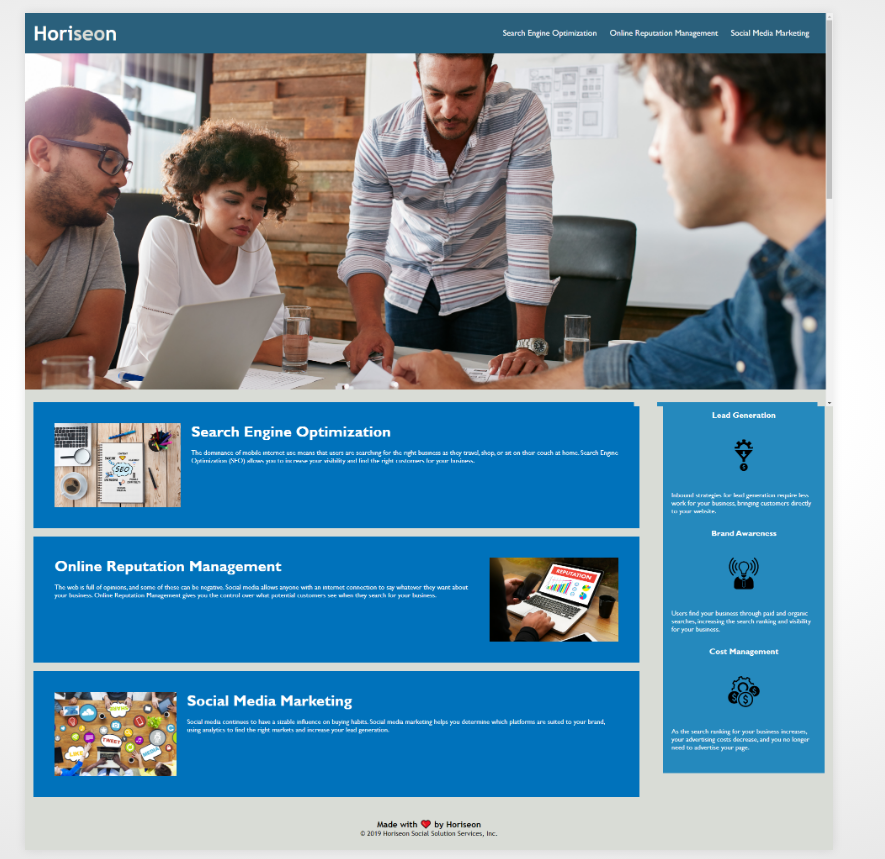 Horiseon
Search Engine Optimization
Online Reputation Management
Social Media Marketing
SEO
Search Engine Optimization
The dominance of mobile internet use means that users are searching for the right business as they travel, shop, or sit on their couch at home. Search Engine
Optimization (SEO) allows you to increase your visibility and find the right customers for your business.
Online Reputation Management
The web is full of opinions, and some of these can be negative. Social media allows anyone with an internet connection to say whatever they want about
your business. Online Reputation Management gives you the control over what potential customers see when they search for your business.
REPUTATION
TWEET
LIKE
MEDIA
Social Media Marketing
Social media continues to have a sizable influence on buying habits. Social media marketing helps you determine which platforms are suited to your brand,
using analytics to find the right markets and increase your lead generation.
Lead Generation
Inbound strategies for lead generation require less
work for your business, bringing customers directly
to your website.
Brand Awareness
Users find your business through paid and organic
searches, increasing the search ranking and visibility
for your business.
Cost Management
As the search ranking for your business increases,
your advertising costs decrease, and you no longer
need to advertise your page.
Made with ❤️ by Horiseon
© 2019 Horiseon Social Solution Services, Inc.